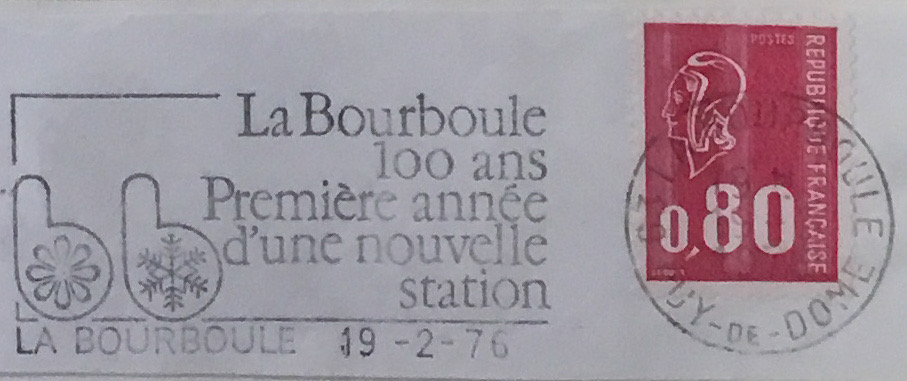 La Bourboule
100 ans
Première année
d'une nouvelle
station
LA BOURBOULE 19-2-76
POSTES
REPUBLIQUE FRANÇAISE
0,80
PUY-DE-DOME